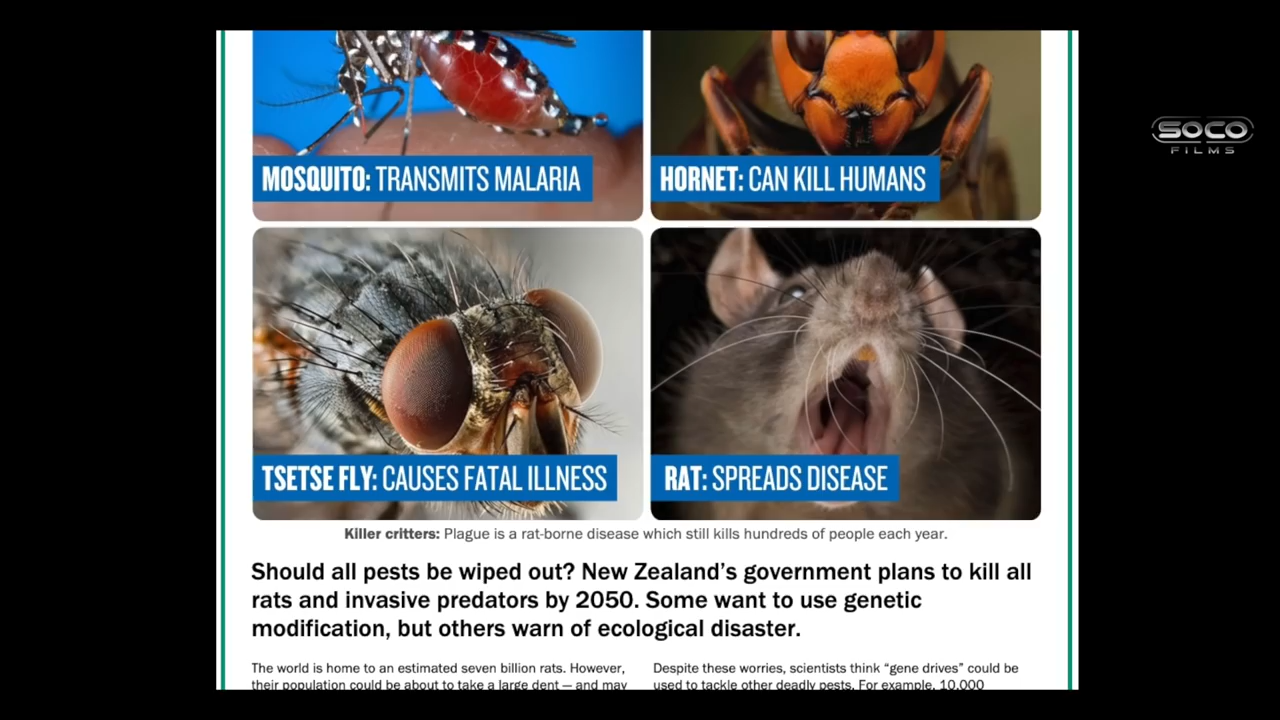 SOCO
FILMS
MOSQUITO: TRANSMITS MALARIA
HORNET: CAN KILL HUMANS
TSETSE FLY: CAUSES FATAL ILLNESS
RAT: SPREADS DISEASE
Killer critters: Plague is a rat-borne disease which still kills hundreds of people each year.
Should all pests be wiped out? New Zealand’s government plans to kill all
rats and invasive predators by 2050. Some want to use genetic
modification, but others warn of ecological disaster.
The world is home to an estimated seven billion rats. However,
their population could be about to take a large dent — and may
Despite these worries, scientists think “gene drives” could be
used to tackle other deadly pests. For example, 10,000